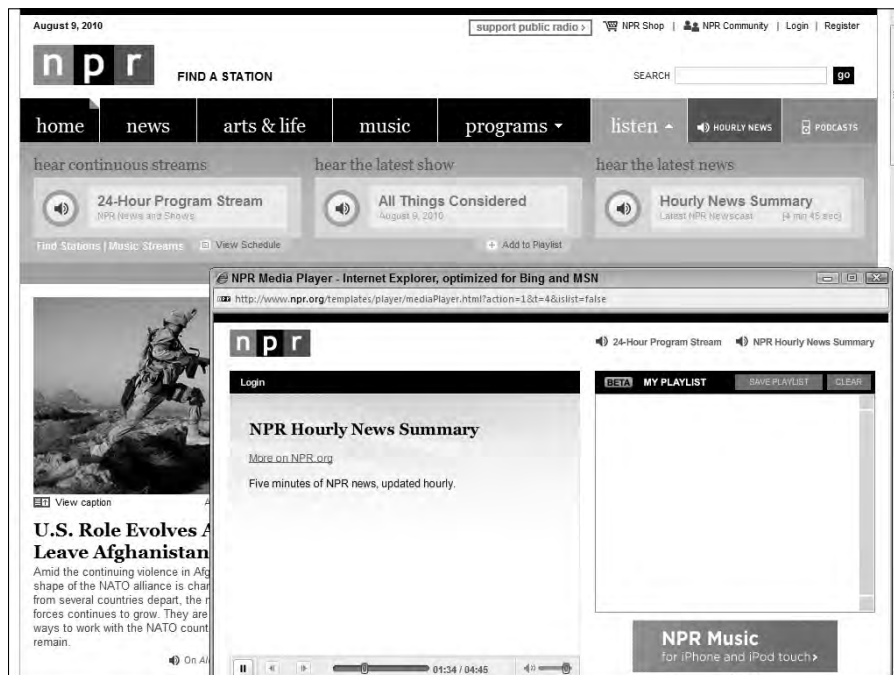 August 9, 2010
support public radio >
NPR Shop | NPR Community | Login | Register
n p r
FIND A STATION
SEARCH
go
home
news
arts & life
music
programs
listen
HOURLY NEWS
PODCASTS
hear continuous streams
hear the latest show
hear the latest news
24-Hour Program Stream
NPR News and Shows
All Things Considered
August 9, 2010
Hourly News Summary
Latest NPR Newscast (4 min 45 sec)
Find Stations | Music Streams
View Schedule
Add to Playlist
NPR Media Player - Internet Explorer, optimized for Bing and MSN
http://www.npr.org/templates/player/mediaPlayer.html?action=1&t=4&islist=false
n p r
24-Hour Program Stream
NPR Hourly News Summary
Login
BETA MY PLAYLIST
SAVE PLAYLIST
CLEAR
NPR Hourly News Summary
More on NPR.org
Five minutes of NPR news, updated hourly.
View caption
U.S. Role Evolves A
Leave Afghanistan
Amid the continuing violence in Afg
shape of the NATO alliance is char
from several countries depart, the n
forces continues to grow. They are
ways to work with the NATO count
remain.
On Al
NPR Music
for iPhone and iPod touch>
01:34 / 04:45